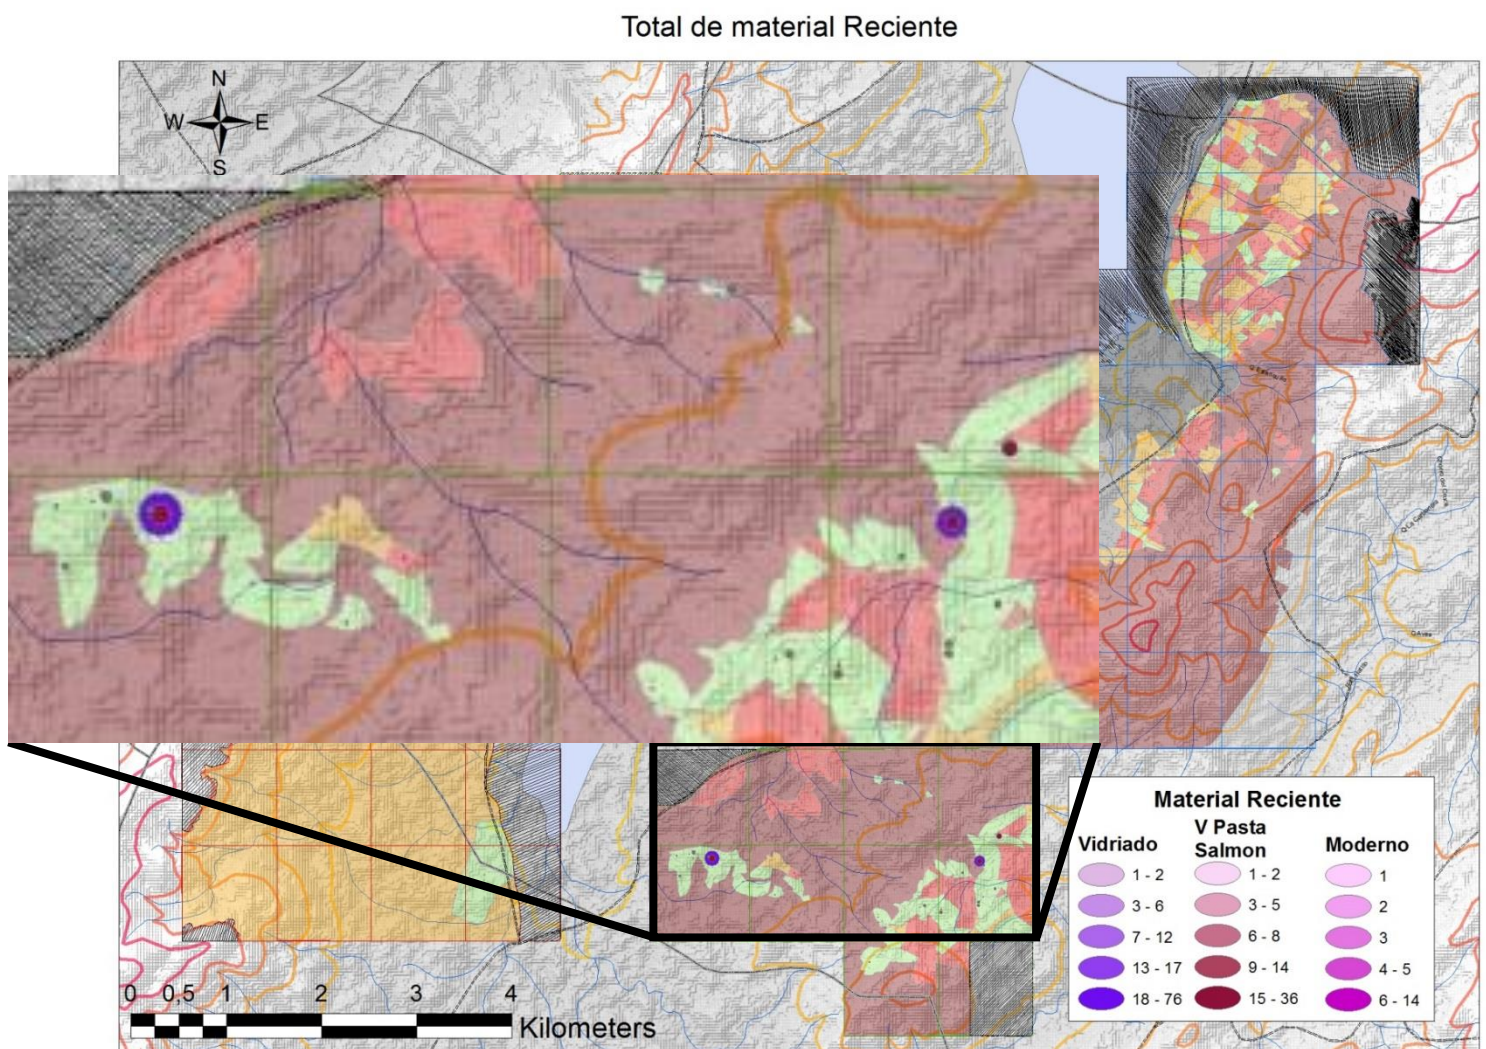 Total de material Reciente
N
W E
S
Material Reciente
Vidriado
V Pasta
Salmon
Moderno
1 - 2
1 - 2
1
3 - 6
3 - 5
2
7 - 12
6 - 8
3
13 - 17
9 - 14
4 - 5
18 - 76
15 - 36
6 - 14
0 0,5 1 2 3 4
Kilometers